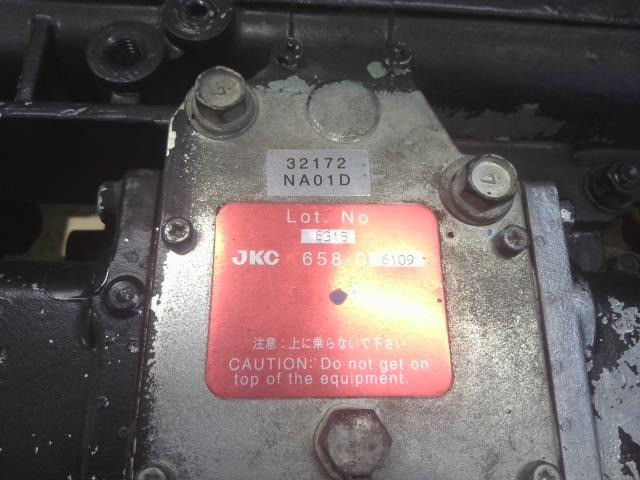 32172
NA01D
Lot. No
JKC 658-0 6109
注意:上に乗らないで下さい
CAUTION: Do not get on
top of the equipment.